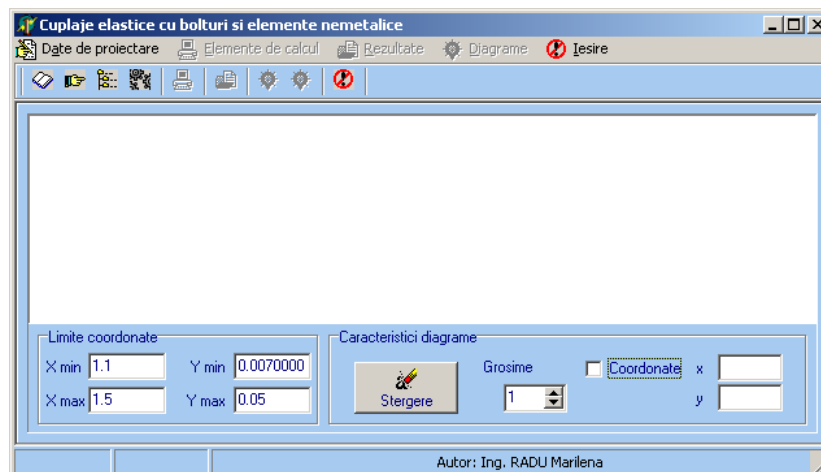 Cuplaje elastice cu bolturi si elemente nemetalice
Date de proiectare Elemente de calcul Rezultate Diagrame Iesire
Limite coordonate
X min 1.1 Y min 0.0070000
X max 1.5 Y max 0.05
Caracteristici diagrame
Stergere
Grosime
1
Coordonate x
y
Autor: Ing. RADU Marilena